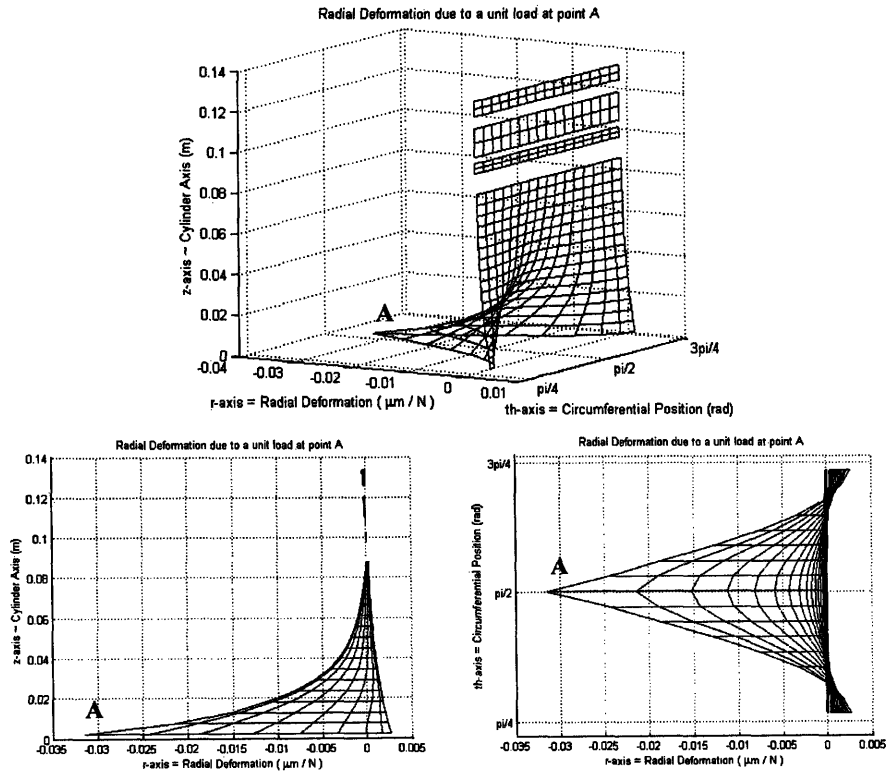 Radial Deformation due to a unit load at point A
0.14
0.12
0.1
0.08
0.06
0.04
0.02
0
z-axis ~ Cylinder Axis (m)
A
-0.04
-0.03
-0.02
-0.01
0
0.01
r-axis = Radial Deformation ( μm / N )
pi/4
pi/2
3pi/4
th-axis = Circumferential Position (rad)
Radial Deformation due to a unit load at point A
0.14
0.12
0.1
0.08
0.06
0.04
0.02
0
z-axis ~ Cylinder Axis (m)
A
-0.035
-0.03
-0.025
-0.02
-0.015
-0.01
-0.005
0
0.005
r-axis = Radial Deformation ( μm / N )
Radial Deformation due to a unit load at point A
3pi/4
pi/2
pi/4
th-axis = Circumferential Position (rad)
A
-0.035
-0.03
-0.025
-0.02
-0.015
-0.01
-0.005
0
0.005
r-axis = Radial Deformation ( μm / N )